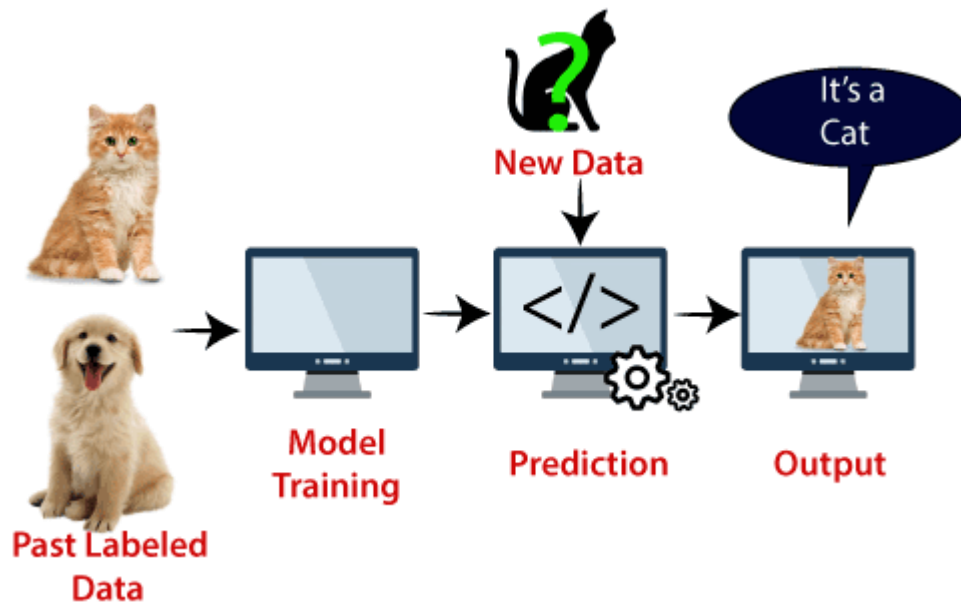 It's a
Cat
?
New Data
</>
Model
Training
Prediction
Output
Past Labeled
Data